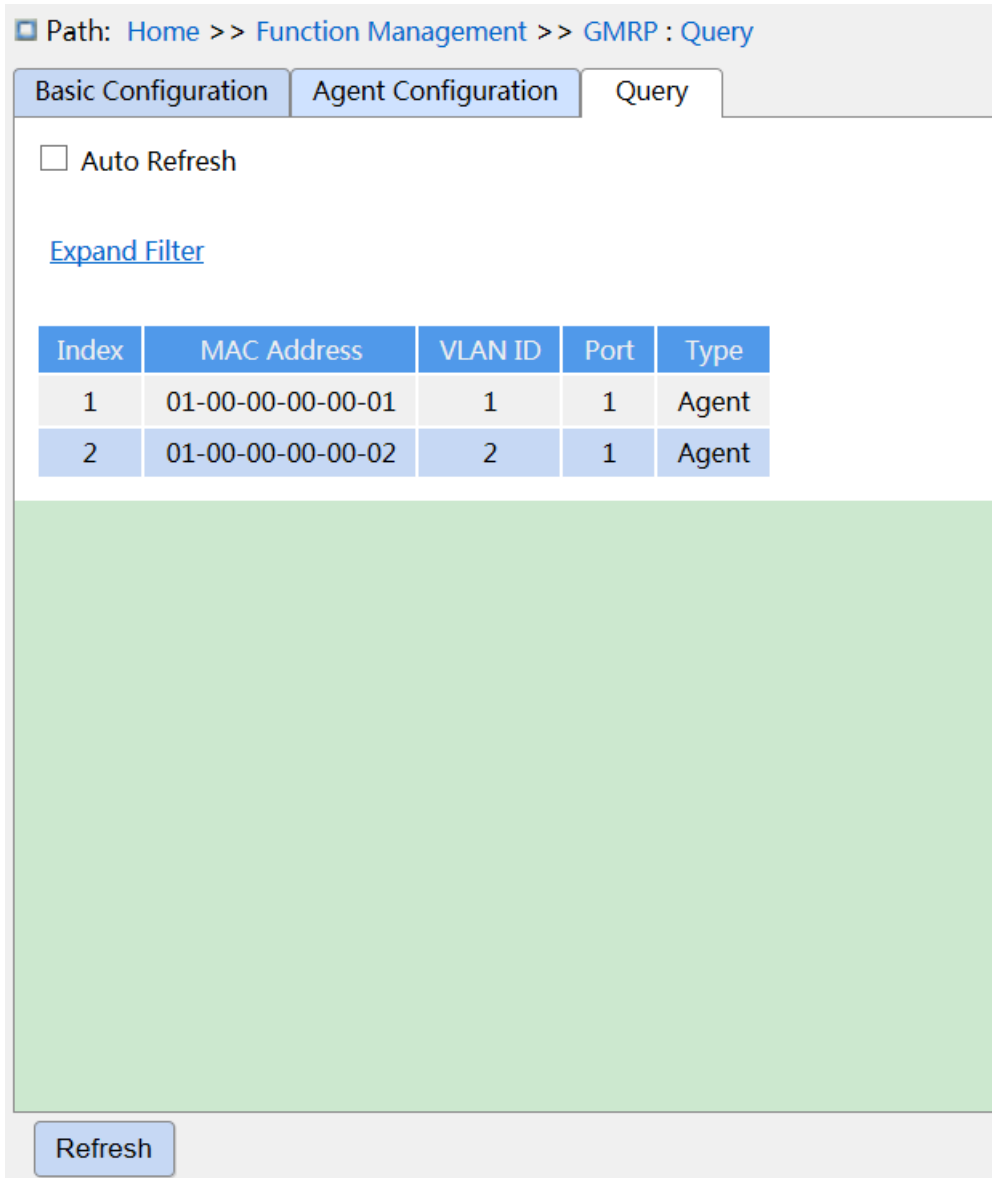 Path: Home >> Function Management >> GMRP : Query
Basic Configuration Agent Configuration Query
Auto Refresh
Expand Filter
Index MAC Address VLAN ID Port Type
1 01-00-00-00-00-01 1 1 Agent
2 01-00-00-00-00-02 2 1 Agent
Refresh